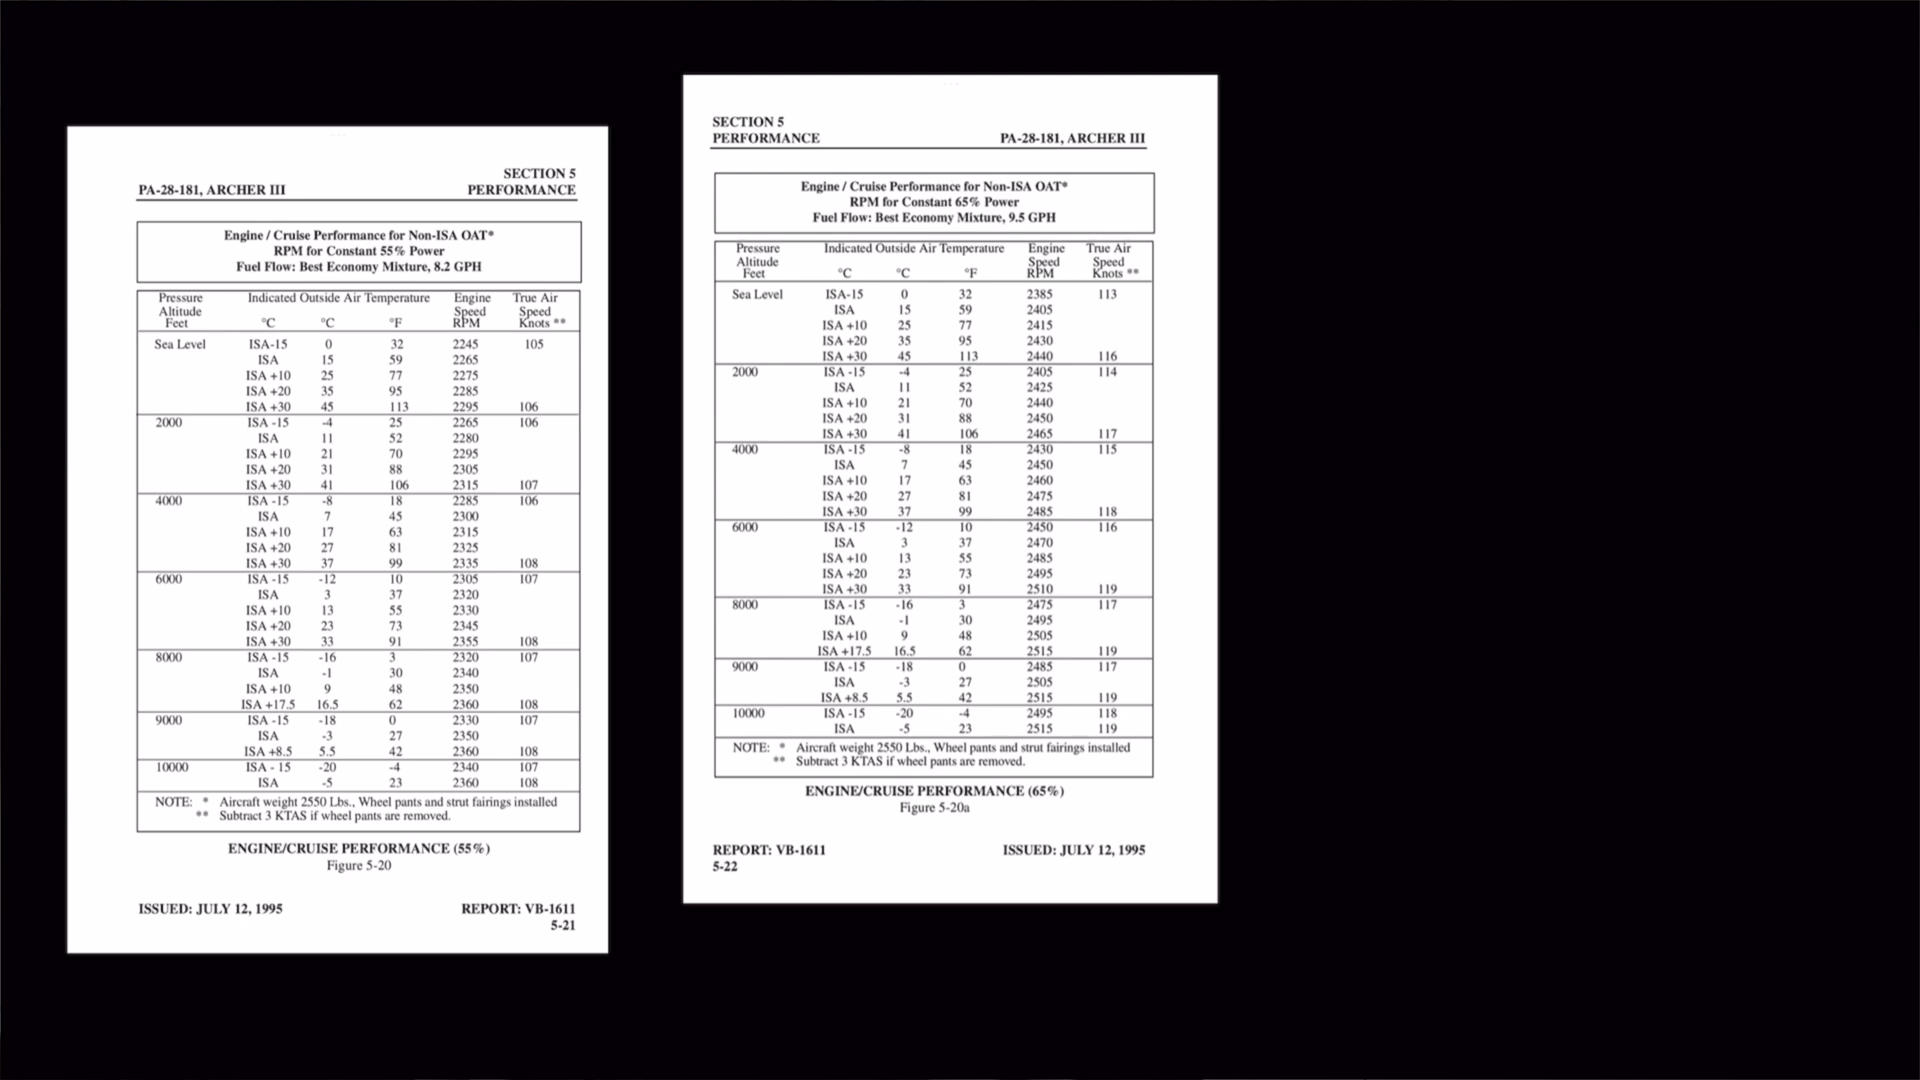 SECTION 5
PA-28-181, ARCHER III PERFORMANCE
Engine / Cruise Performance for Non-ISA OAT*
RPM for Constant 55% Power
Fuel Flow: Best Economy Mixture, 8.2 GPH
Pressure Indicated Outside Air Temperature Engine True Air
Altitude Speed Speed
Feet °C °C °F RPM Knots **
Sea Level ISA-15 0 32 2245 105
ISA 15 59 2265
ISA +10 25 77 2275
ISA +20 35 95 2285
ISA +30 45 113 2295 106
2000 ISA -15 -4 25 2265 106
ISA 11 52 2280
ISA +10 21 70 2295
ISA +20 31 88 2305
ISA +30 41 106 2315 107
4000 ISA -15 -8 18 2285 106
ISA 7 45 2300
ISA +10 17 63 2315
ISA +20 27 81 2325
ISA +30 37 99 2335 108
6000 ISA -15 -12 10 2305 107
ISA 3 37 2320
ISA +10 13 55 2330
ISA +20 23 73 2345
ISA +30 33 91 2355 108
8000 ISA -15 -16 3 2320 107
ISA -1 30 2340
ISA +10 9 48 2350
ISA +17.5 16.5 62 2360 108
9000 ISA -15 -18 0 2330 107
ISA -3 27 2350
ISA +8.5 5.5 42 2360 108
10000 ISA - 15 -20 -4 2340 107
ISA -5 23 2360 108
NOTE: * Aircraft weight 2550 Lbs., Wheel pants and strut fairings installed
** Subtract 3 KTAS if wheel pants are removed.
ENGINE/CRUISE PERFORMANCE (55%)
Figure 5-20
ISSUED: JULY 12, 1995 REPORT: VB-1611
5-21
SECTION 5
PERFORMANCE PA-28-181, ARCHER III
Engine / Cruise Performance for Non-ISA OAT*
RPM for Constant 65% Power
Fuel Flow: Best Economy Mixture, 9.5 GPH
Pressure Indicated Outside Air Temperature Engine True Air
Altitude Speed Speed
Feet °C °C °F RPM Knots **
Sea Level ISA-15 0 32 2385 113
ISA 15 59 2405
ISA +10 25 77 2415
ISA +20 35 95 2430
ISA +30 45 113 2440 116
2000 ISA -15 -4 25 2405 114
ISA 11 52 2425
ISA +10 21 70 2440
ISA +20 31 88 2450
ISA +30 41 106 2465 117
4000 ISA -15 -8 18 2430 115
ISA 7 45 2450
ISA +10 17 63 2460
ISA +20 27 81 2475
ISA +30 37 99 2485 118
6000 ISA -15 -12 10 2450 116
ISA 3 37 2470
ISA +10 13 55 2485
ISA +20 23 73 2495
ISA +30 33 91 2510 119
8000 ISA -15 -16 3 2475 117
ISA -1 30 2495
ISA +10 9 48 2505
ISA +17.5 16.5 62 2515 119
9000 ISA -15 -18 0 2485 117
ISA -3 27 2505
ISA +8.5 5.5 42 2515 119
10000 ISA -15 -20 -4 2495 118
ISA -5 23 2515 119
NOTE: * Aircraft weight 2550 Lbs., Wheel pants and strut fairings installed
** Subtract 3 KTAS if wheel pants are removed.
ENGINE/CRUISE PERFORMANCE (65%)
Figure 5-20a
REPORT: VB-1611 ISSUED: JULY 12, 1995
5-22